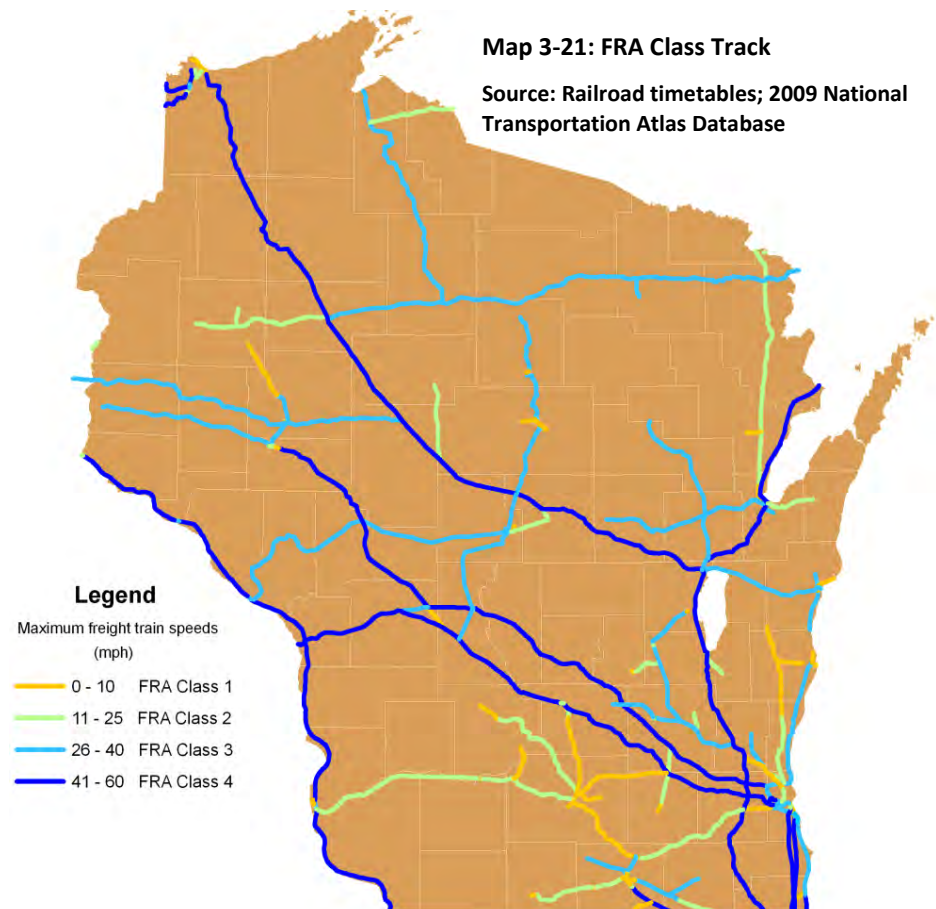 Map 3-21: FRA Class Track
Source: Railroad timetables; 2009 National
Transportation Atlas Database
Legend
Maximum freight train speeds
(mph)
0 - 10 FRA Class 1
11 - 25 FRA Class 2
26 - 40 FRA Class 3
41 - 60 FRA Class 4